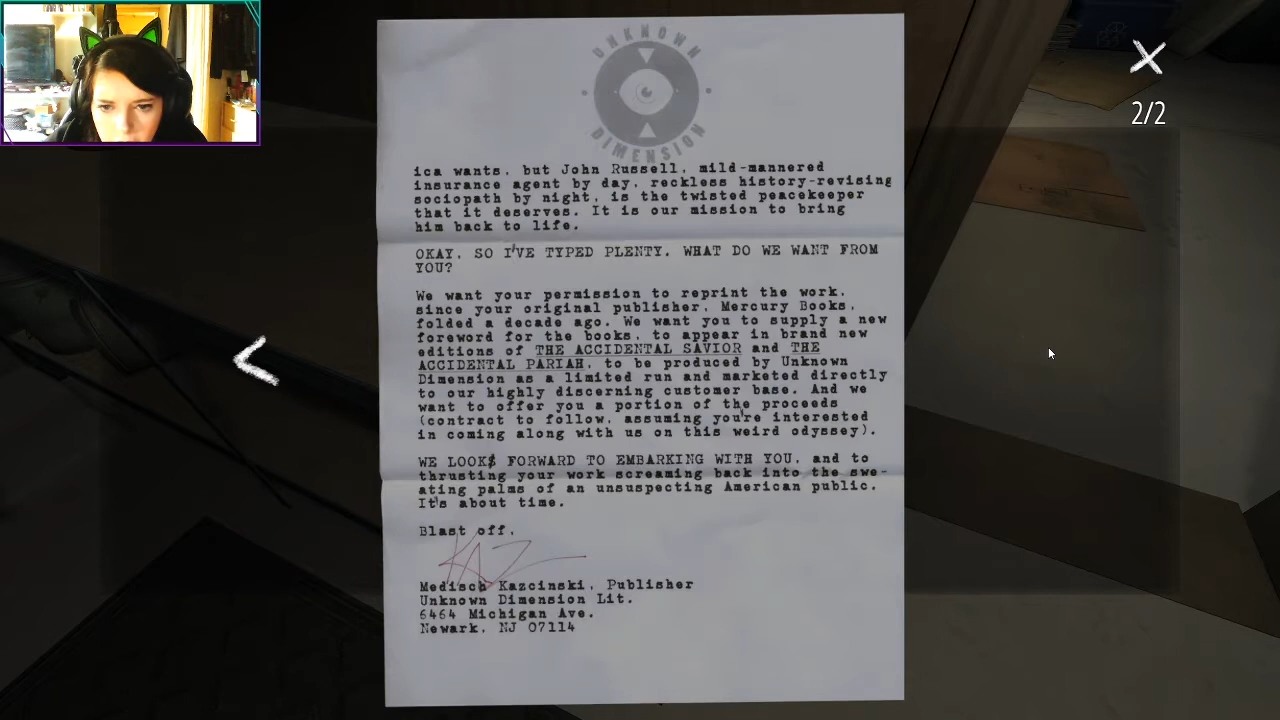 UNKNOWN
DIMENSION
2/2
ica wants, but John Russell, mild-mannered
insurance agent by day, reckless history-revising
sociopath by night, is the twisted peacekeeper
that it deserves. It is our mission to bring
him back to life.
OKAY, SO I'VE TYPED PLENTY. WHAT DO WE WANT FROM
YOU?
We want your permission to reprint the work,
since your original publisher, Mercury Books,
folded a decade ago. We want you to supply a new
foreword for the books, to appear in brand new
editions of THE ACCIDENTAL SAVIOR and THE
ACCIDENTAL PARIAH, to be produced by Unknown
Dimension as a limited run and marketed directly
to our highly discerning customer base. And we
want to offer you a portion of the proceeds
(contract to follow, assuming you're interested
in coming along with us on this weird odyssey).
WE LOOK$ FORWARD TO EMBARKING WITH YOU, and to
thrusting your work screaming back into the swe-
ating palms of an unsuspecting American public.
It's about time.
Blast off,
KAZ
Medisch Kazcinski, Publisher
Unknown Dimension Lit.
6464 Michigan Ave.
Newark, NJ 07114